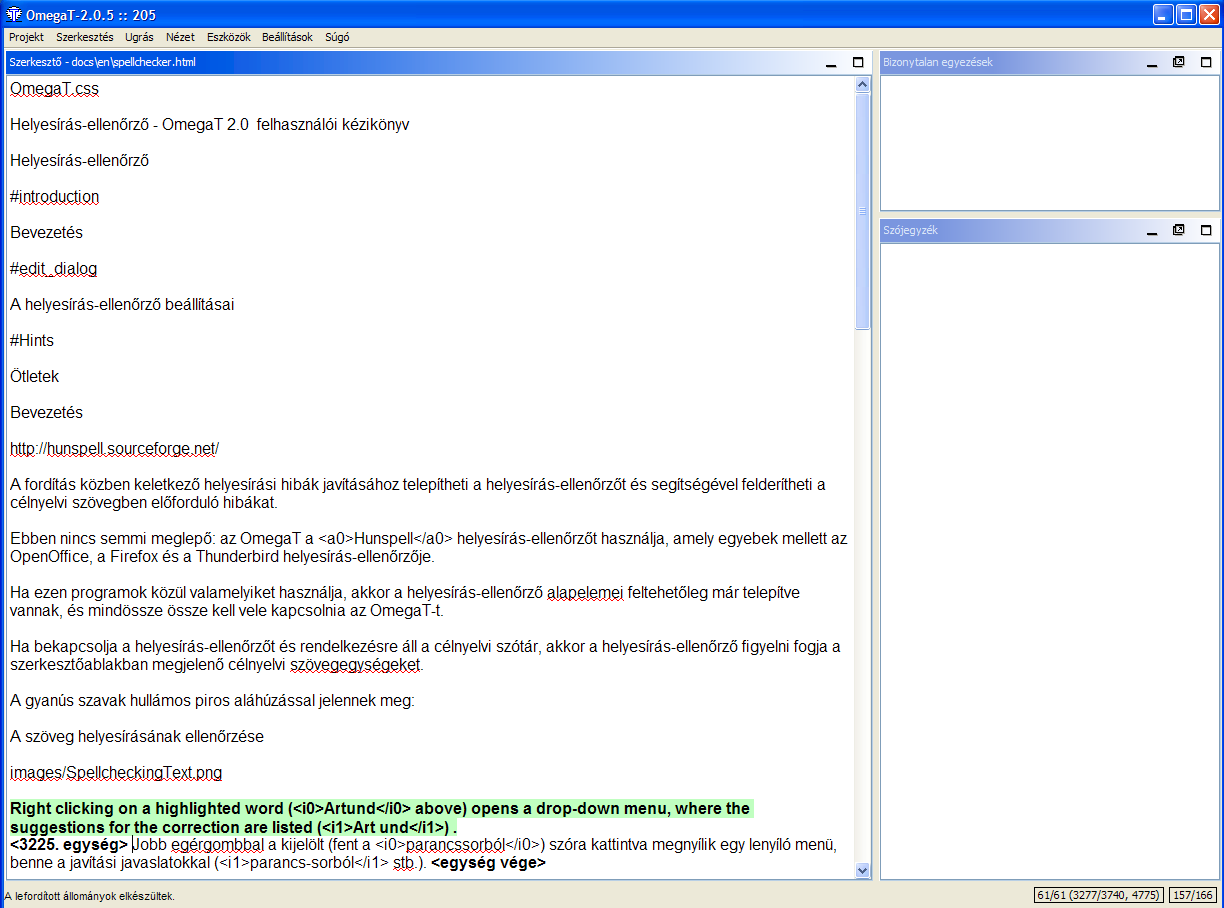 OmegaT-2.0.5 :: 205
Projekt Szerkesztés Ugrás Nézet Eszközök Beállítások Súgó
Szerkesztő - docs\en\spellchecker.html
Bizonytalan egyezések
OmegaT.css
Helyesírás-ellenőrző - OmegaT 2.0  felhasználói kézikönyv
Helyesírás-ellenőrző
#introduction
Szójegyzék
Bevezetés
#edit_dialog
A helyesírás-ellenőrző beállításai
#Hints
Ötletek
Bevezetés
http://hunspell.sourceforge.net/
A fordítás közben keletkező helyesírási hibák javításához telepítheti a helyesírás-ellenőrzőt és segítségével felderítheti a
célnyelvi szövegben előforduló hibákat.
Ebben nincs semmi meglepő: az OmegaT a <a0>Hunspell</a0> helyesírás-ellenőrzőt használja, amely egyebek mellett az
OpenOffice, a Firefox és a Thunderbird helyesírás-ellenőrzője.
Ha ezen programok közül valamelyiket használja, akkor a helyesírás-ellenőrző alapelemei feltehetőleg már telepítve
vannak, és mindössze össze kell vele kapcsolnia az OmegaT-t.
Ha bekapcsolja a helyesírás-ellenőrzőt és rendelkezésre áll a célnyelvi szótár, akkor a helyesírás-ellenőrző figyelni fogja a
szerkesztőablakban megjelenő célnyelvi szövegegységeket.
A gyanús szavak hullámos piros aláhúzással jelennek meg:
A szöveg helyesírásának ellenőrzése
images/SpellcheckingText.png
Right clicking on a highlighted word (<i0>Artund</i0> above) opens a drop-down menu, where the
suggestions for the correction are listed (<i1>Art und</i1>) .
<3225. egység> Jobb egérgombbal a kijelölt (fent a <i0>parancssorból</i0>) szóra kattintva megnyílik egy lenyíló menü,
benne a javítási javaslatokkal (<i1>parancs-sorból</i1> stb.). <egység vége>
A lefordított állományok elkészültek.
61/61 (3277/3740, 4775) 157/166